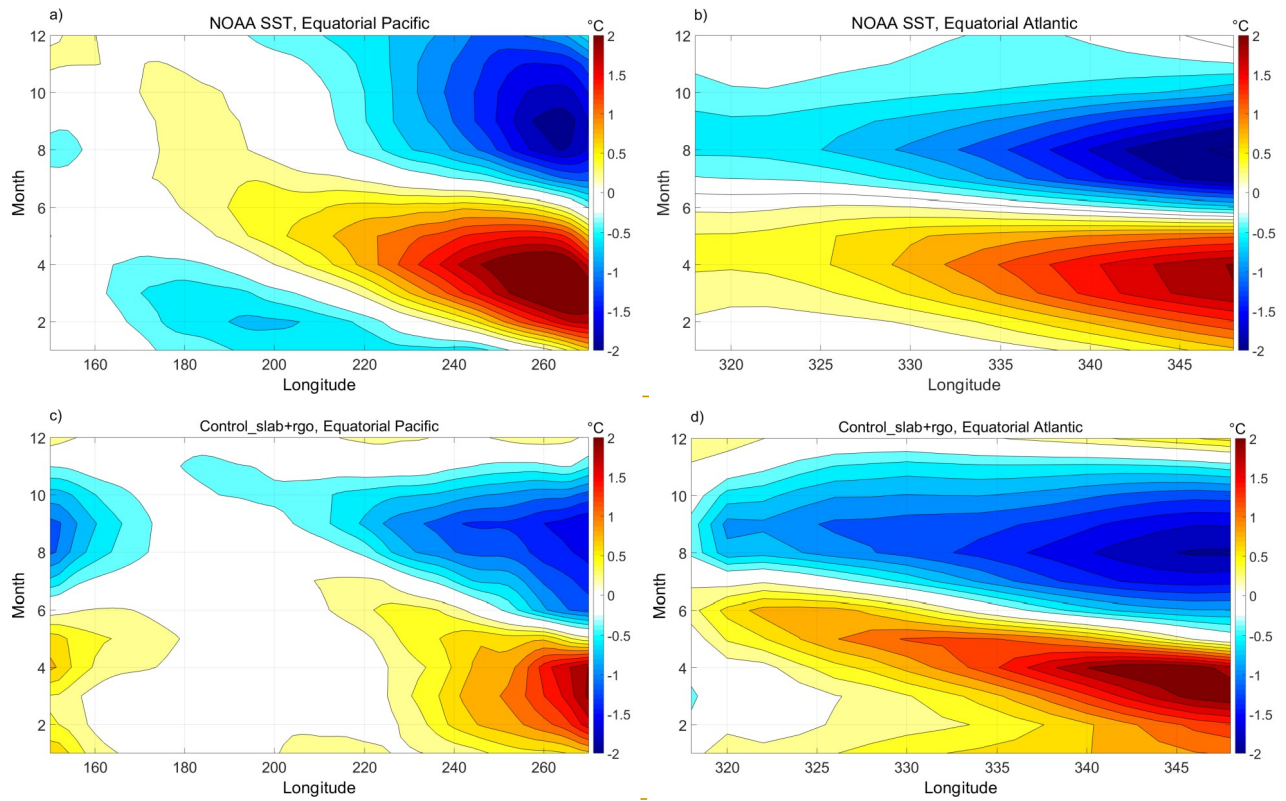 a)
NOAA SST, Equatorial Pacific
°C
12
10
8
6
4
2
Month
160 180 200 220 240 260
Longitude
2
1.5
1
0.5
0
-0.5
-1
-1.5
-2
b)
NOAA SST, Equatorial Atlantic
°C
12
10
8
6
4
2
Month
320 325 330 335 340 345
Longitude
2
1.5
1
0.5
0
-0.5
-1
-1.5
-2
c)
Control_slab+rgo, Equatorial Pacific
°C
12
10
8
6
4
2
Month
160 180 200 220 240 260
Longitude
2
1.5
1
0.5
0
-0.5
-1
-1.5
-2
d)
Control_slab+rgo, Equatorial Atlantic
°C
12
10
8
6
4
2
Month
320 325 330 335 340 345
Longitude
2
1.5
1
0.5
0
-0.5
-1
-1.5
-2